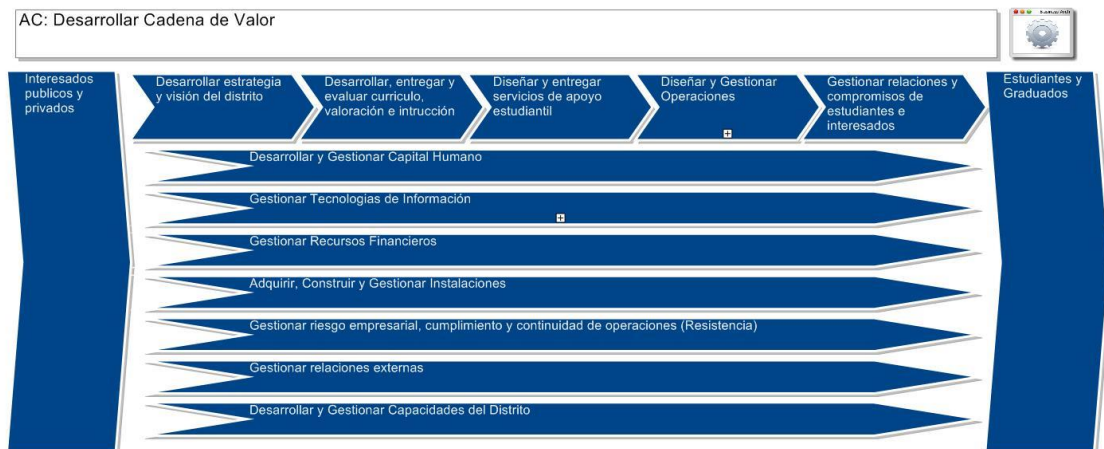 AC: Desarrollar Cadena de Valor
Interesados
publicos y
privados
Desarrollar estrategia
y visión del distrito
Desarrollar, entregar y
evaluar curriculo,
valoración e intrucción
Diseñar y entregar
servicios de apoyo
estudiantil
Diseñar y Gestionar
Operaciones
Gestionar relaciones y
compromisos de
estudiantes e
interesados
Estudiantes y
Graduados
Desarrollar y Gestionar Capital Humano
Gestionar Tecnologias de Información
Gestionar Recursos Financieros
Adquirir, Construir y Gestionar Instalaciones
Gestionar riesgo empresarial, cumplimiento y continuidad de operaciones (Resistencia)
Gestionar relaciones externas
Desarrollar y Gestionar Capacidades del Distrito